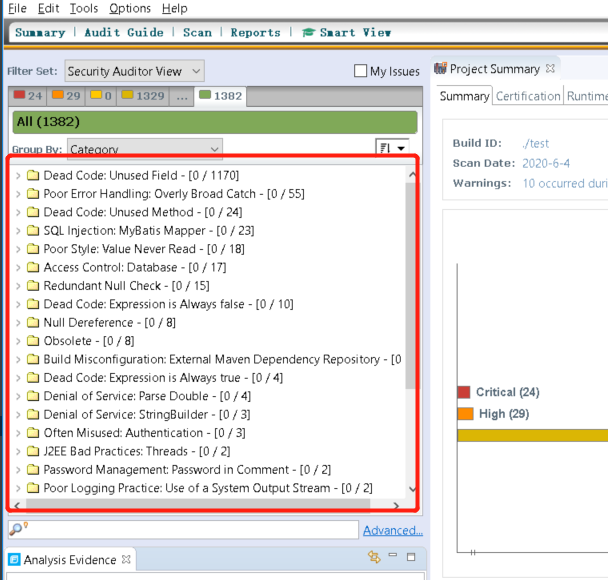 File Edit Tools Options Help
Summary | Audit Guide | Scan | Reports | Smart View
Filter Set: Security Auditor View My Issues
24 29 0 1329 ... 1382
All (1382)
Group By: Category
Dead Code: Unused Field - [0 / 1170]
Poor Error Handling: Overly Broad Catch - [0 / 55]
Dead Code: Unused Method - [0 / 24]
SQL Injection: MyBatis Mapper - [0 / 23]
Poor Style: Value Never Read - [0 / 18]
Access Control: Database - [0 / 17]
Redundant Null Check - [0 / 15]
Dead Code: Expression is Always false - [0 / 10]
Null Dereference - [0 / 8]
Obsolete - [0 / 8]
Build Misconfiguration: External Maven Dependency Repository - [0
Dead Code: Expression is Always true - [0 / 4]
Denial of Service: Parse Double - [0 / 4]
Denial of Service: StringBuilder - [0 / 3]
Often Misused: Authentication - [0 / 3]
J2EE Bad Practices: Threads - [0 / 2]
Password Management: Password in Comment - [0 / 2]
Poor Logging Practice: Use of a System Output Stream - [0 / 2]
Advanced...
Analysis Evidence
Project Summary
Summary Certification Runtime
Build ID: ./test
Scan Date: 2020-6-4
Warnings: 10 occurred duri
Critical (24)
High (29)